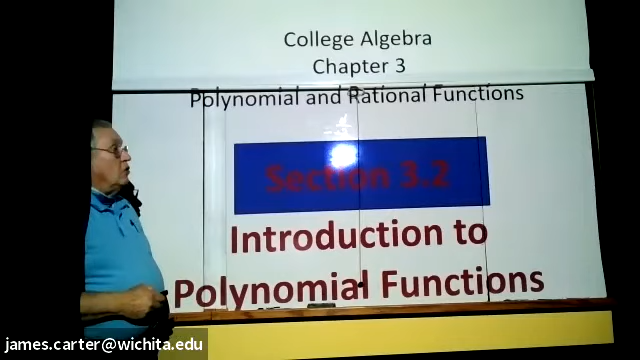 College Algebra
Chapter 3
Polynomial and Rational Functions
Section 3.2
Introduction to
Polynomial Functions
james.carter@wichita.edu